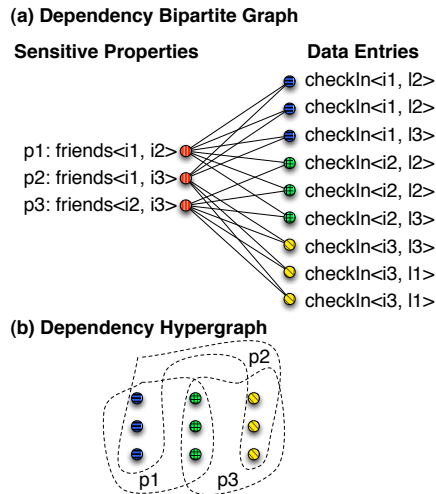 (a) Dependency Bipartite Graph
Sensitive Properties
Data Entries
checkIn<i1, l2>
checkIn<i1, l2>
checkIn<i1, l3>
p1: friends<i1, i2>
checkIn<i2, l2>
p2: friends<i1, i3>
checkIn<i2, l2>
p3: friends<i2, i3>
checkIn<i2, l3>
checkIn<i3, l3>
checkIn<i3, l1>
checkIn<i3, l1>
(b) Dependency Hypergraph
p2
p1
p3